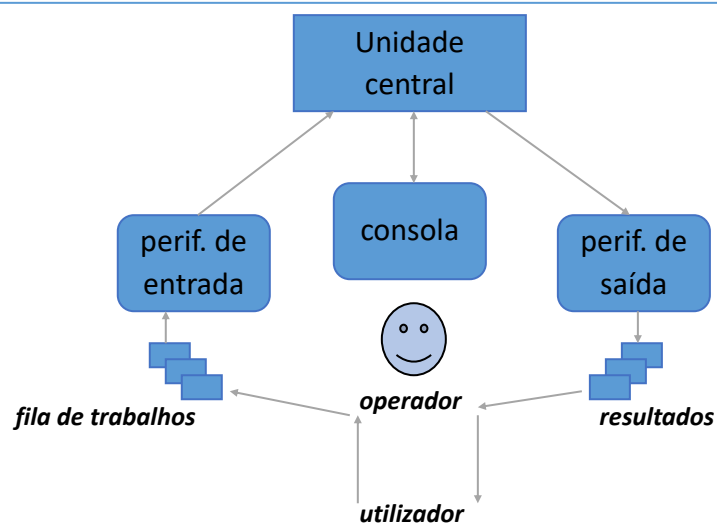 Unidade
central
perif. de
entrada
consola
perif. de
saída
operador
fila de trabalhos
resultados
utilizador